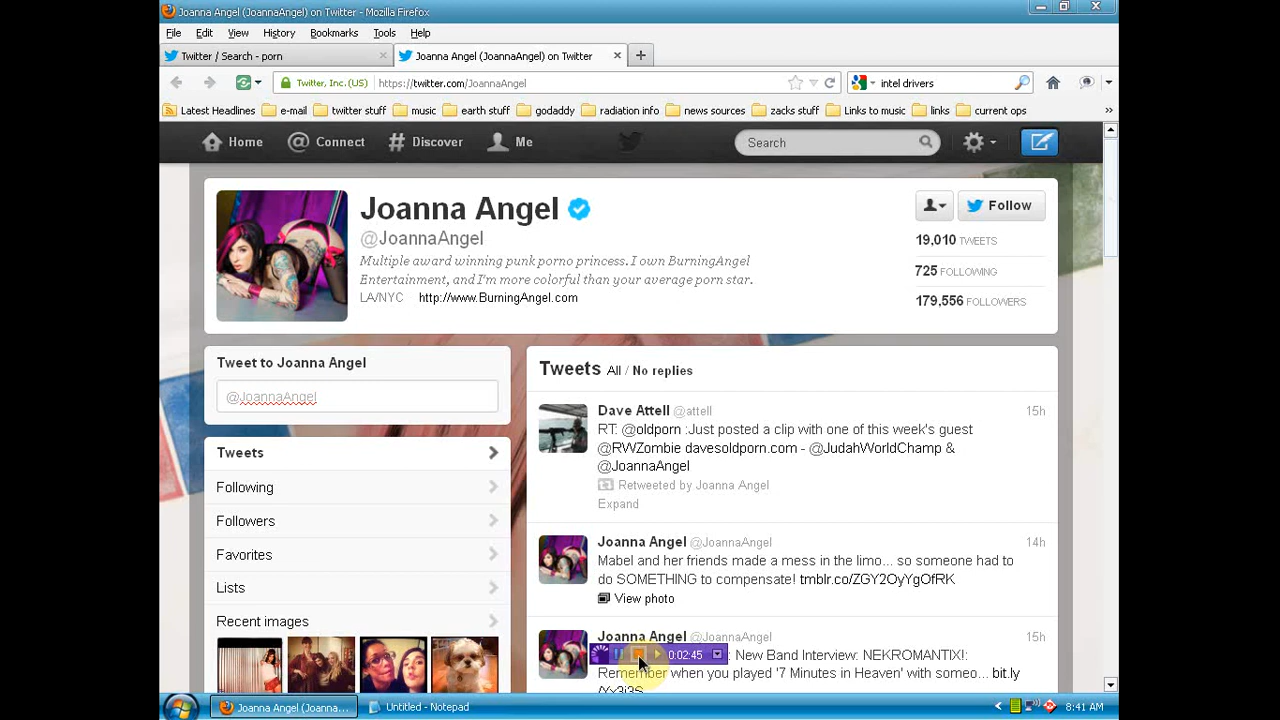 Joanna Angel (JoannaAngel) on Twitter - Mozilla Firefox
File Edit View History Bookmarks Tools Help
Twitter / Search - porn
Joanna Angel (JoannaAngel) on Twitter
Twitter, Inc. (US) https://twitter.com/JoannaAngel
intel drivers
Latest Headlines e-mail twitter stuff music earth stuff godaddy radiation info news sources zacks stuff Links to music links current ops
Home Connect Discover Me
Search
Joanna Angel
@JoannaAngel
Multiple award winning punk porno princess. I own BurningAngel
Entertainment, and I'm more colorful than your average porn star.
LA/NYC http://www.BurningAngel.com
Follow
19,010 TWEETS
725 FOLLOWING
179,556 FOLLOWERS
Tweet to Joanna Angel
@JoannaAngel
Tweets
Following
Followers
Favorites
Lists
Recent images
Tweets All / No replies
Dave Attell @attell 15h
RT: @oldporn :Just posted a clip with one of this week's guest
@RWZombie davesoldporn.com - @JudahWorldChamp &
@JoannaAngel
Retweeted by Joanna Angel
Expand
Joanna Angel @JoannaAngel 14h
Mabel and her friends made a mess in the limo... so someone had to
do SOMETHING to compensate! tmblr.co/ZGY2OyYgOfRK
View photo
Joanna Angel @JoannaAngel 15h
0:02:45 : New Band Interview: NEKROMANTIX!:
Remember when you played '7 Minutes in Heaven' with someo... bit.ly
Joanna Angel (Joanna... Untitled - Notepad 8:41 AM